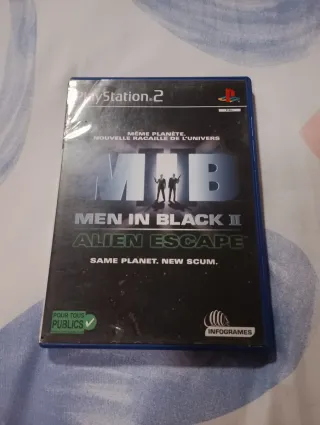 PlayStation 2
MÊME PLANÈTE.
NOUVELLE RACAILLE DE L'UNIVERS
MIB
MEN IN BLACK II
ALIEN ESCAPE
SAME PLANET. NEW SCUM.
POUR TOUS
PUBLICS
INFOGRAMES